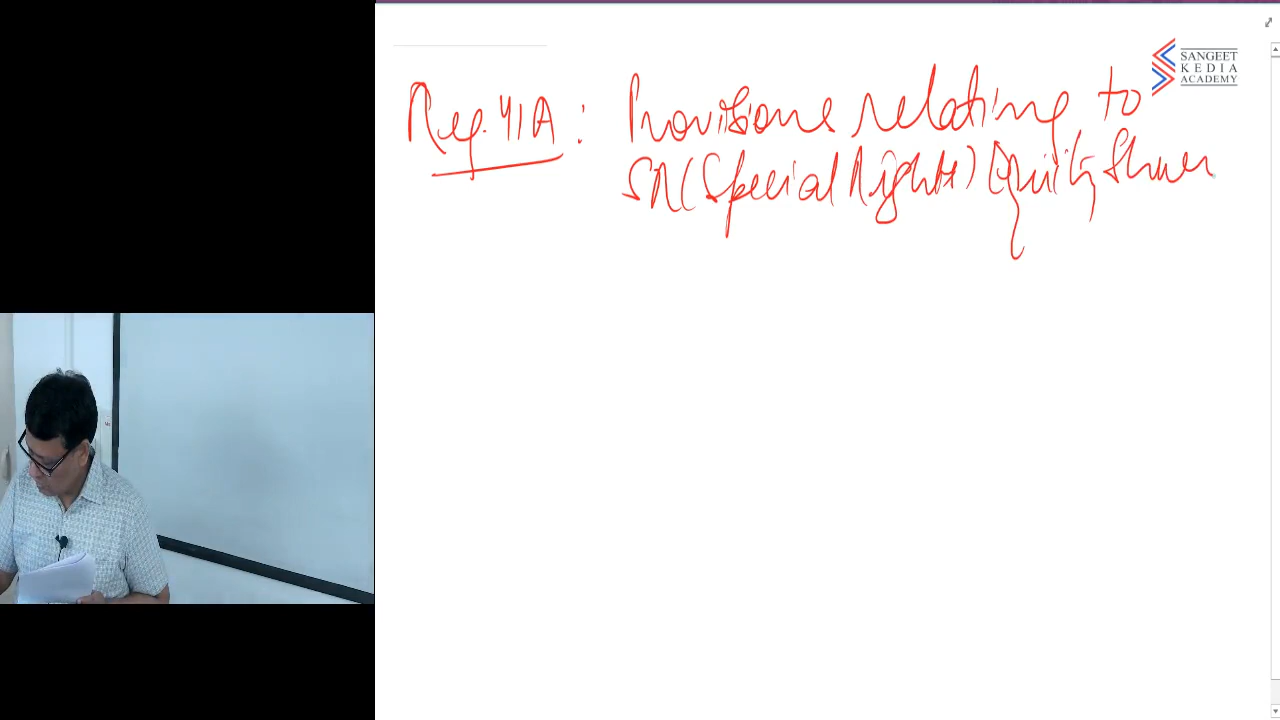 SANGEET
KEDIA
ACADEMY
Reg. 41A : Provisions relating to
SR (Special Rights) Equity Shares